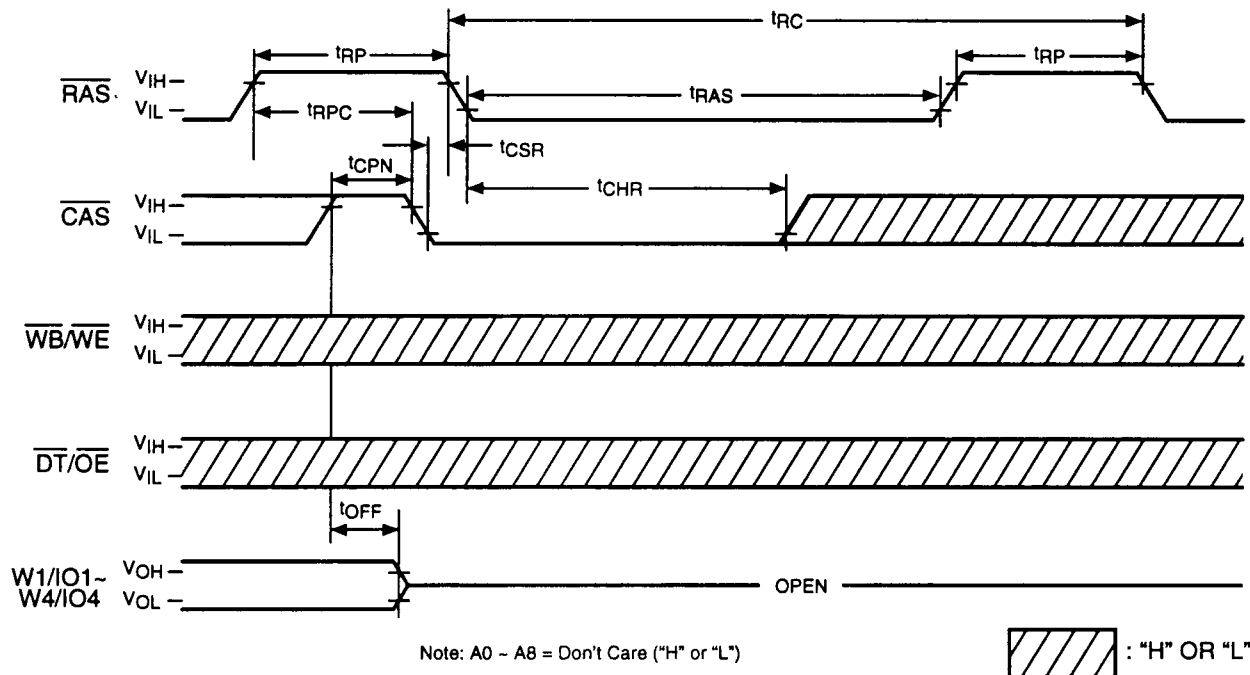 tRC
tRP
tRP
RAS
VIH
VIL
tRAS
tRPC
tCSR
tCPN
tCHR
CAS
VIH
VIL
WB/WE
VIH
VIL
DT/OE
VIH
VIL
tOFF
W1/IO1~
W4/IO4
VOH
VOL
OPEN
Note: A0 ~ A8 = Don't Care ("H" or "L")
: "H" OR "L"